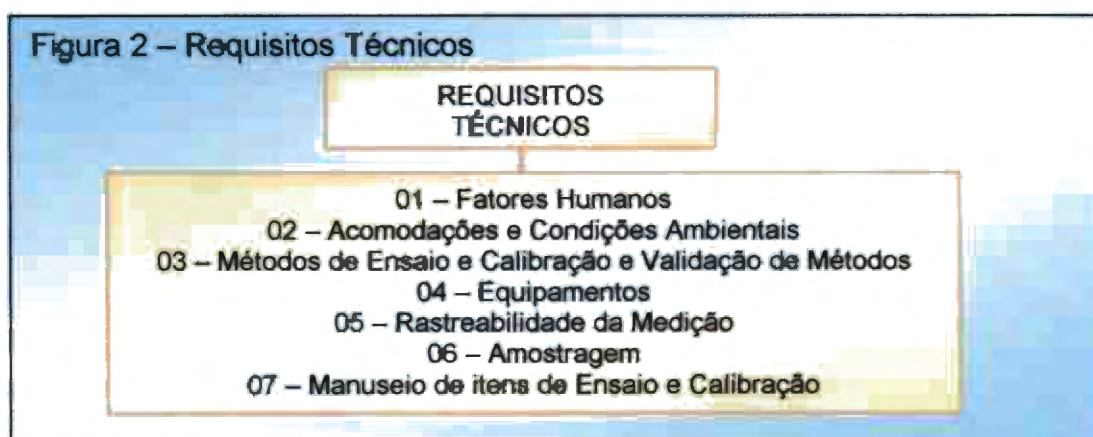 Figura 2 – Requisitos Técnicos
REQUISITOS
TÉCNICOS
01 – Fatores Humanos
02 – Acomodações e Condições Ambientais
03 – Métodos de Ensaio e Calibração e Validação de Métodos
04 – Equipamentos
05 – Rastreabilidade da Medição
06 – Amostragem
07 – Manuseio de itens de Ensaio e Calibração